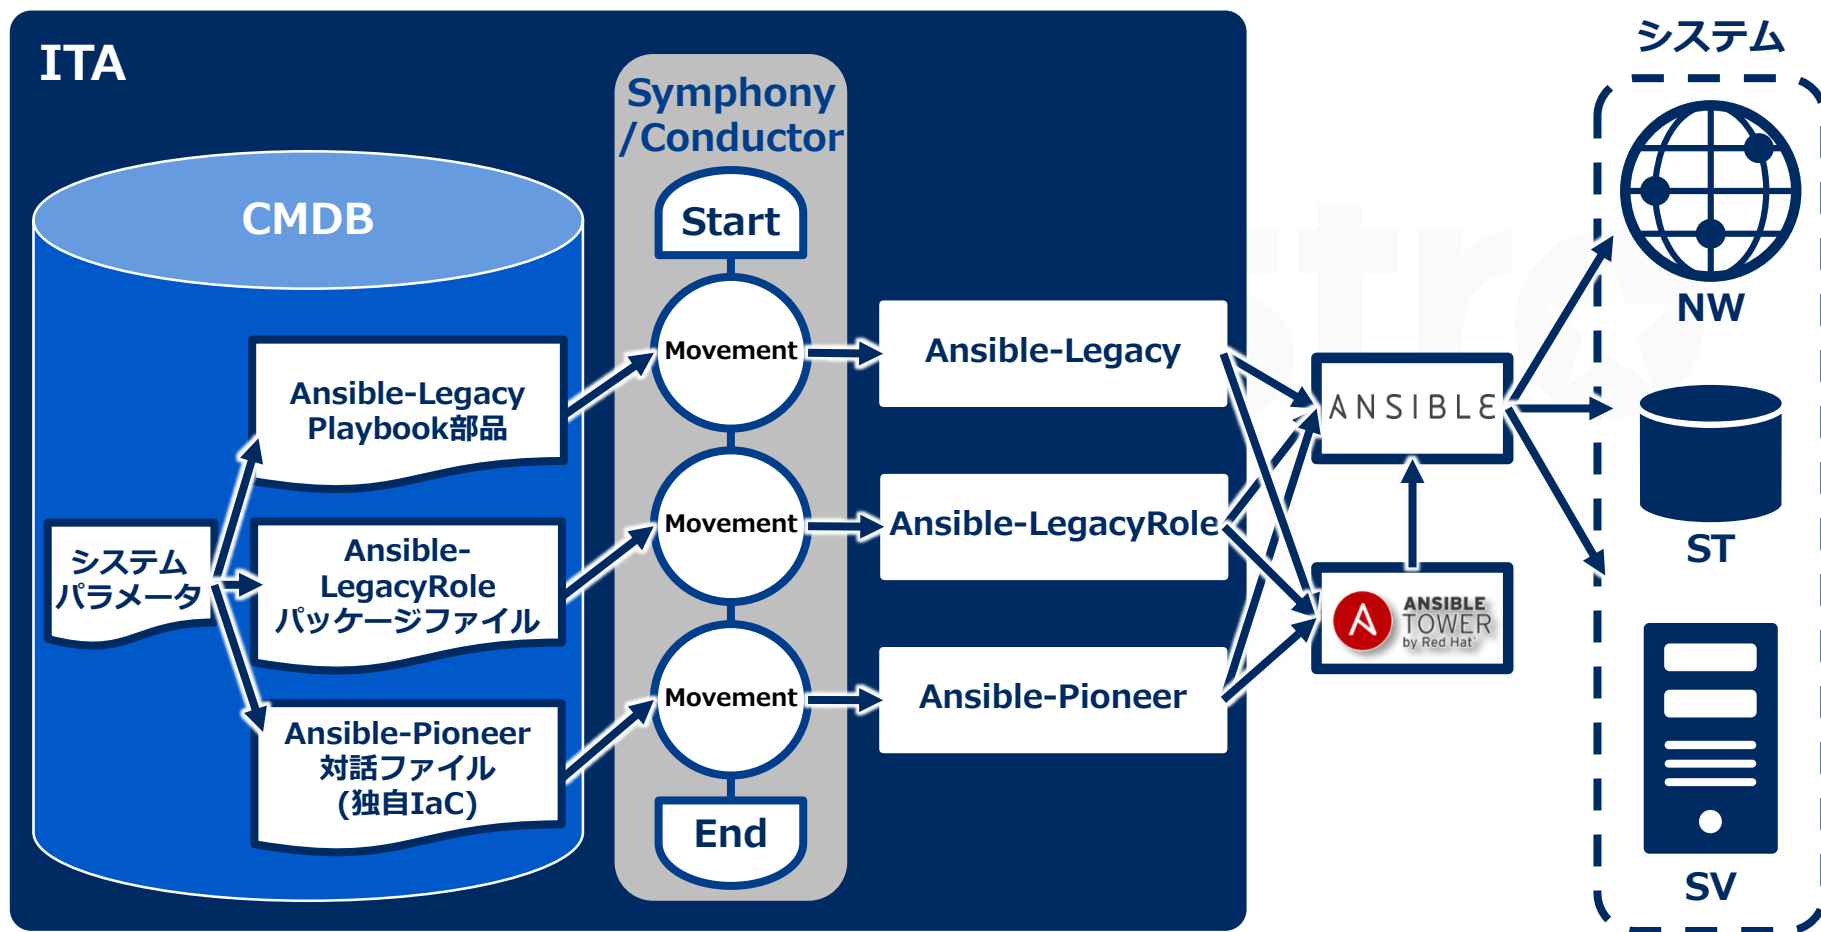 ITA
CMDB
システム
パラメータ
Ansible-Legacy
Playbook部品
Ansible-
LegacyRole
パッケージファイル
Ansible-Pioneer
対話ファイル
(独自IaC)
Symphony
/Conductor
Start
Movement
Movement
Movement
End
Ansible-Legacy
Ansible-LegacyRole
Ansible-Pioneer
ANSIBLE
ANSIBLE
TOWER
by Red Hat
システム
NW
ST
SV